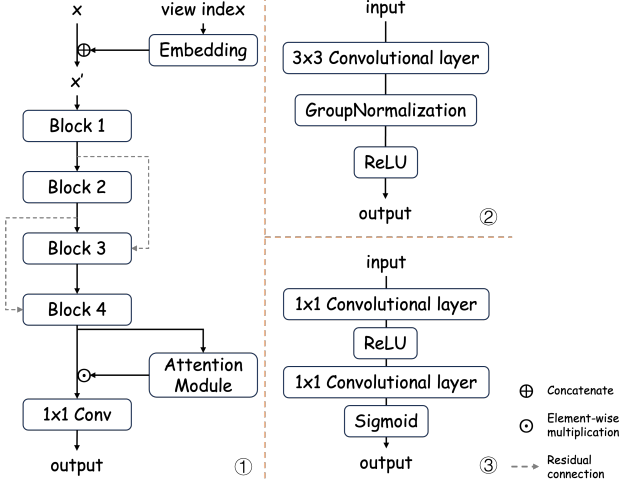 x
view index
Embedding
x'
Block 1
Block 2
Block 3
Block 4
Attention
Module
1x1 Conv
output
①
input
3x3 Convolutional layer
GroupNormalization
ReLU
output
②
input
1x1 Convolutional layer
ReLU
1x1 Convolutional layer
Sigmoid
output
③
Concatenate
Element-wise
multiplication
Residual
connection